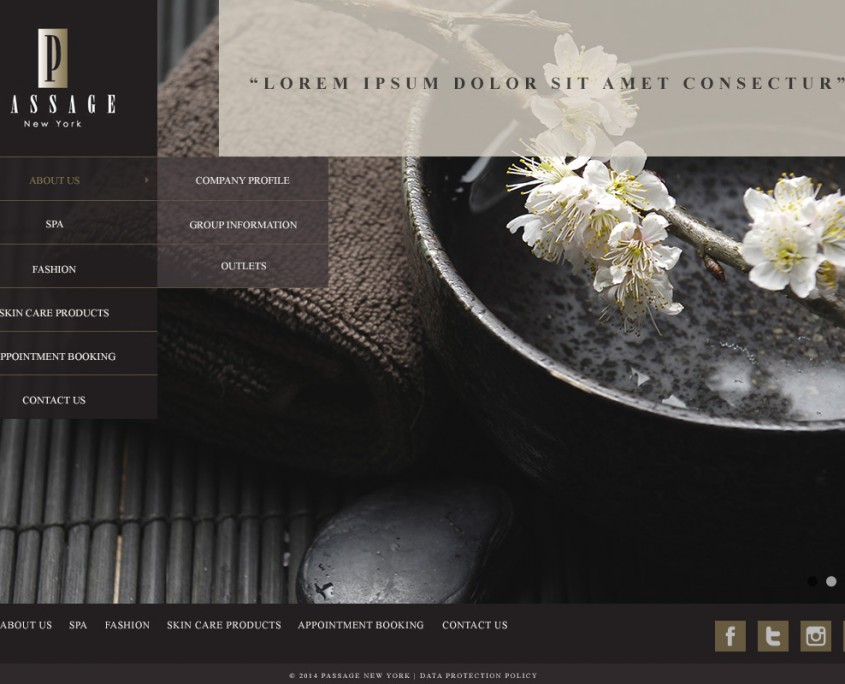 P
ASSAGE
New York
“LOREM IPSUM DOLOR SIT AMET CONSECTUR”
ABOUT US
COMPANY PROFILE
SPA
GROUP INFORMATION
OUTLETS
FASHION
SKIN CARE PRODUCTS
PPOINTMENT BOOKING
CONTACT US
ABOUT US SPA FASHION SKIN CARE PRODUCTS APPOINTMENT BOOKING CONTACT US
© 2014 PASSAGE NEW YORK | DATA PROTECTION POLICY